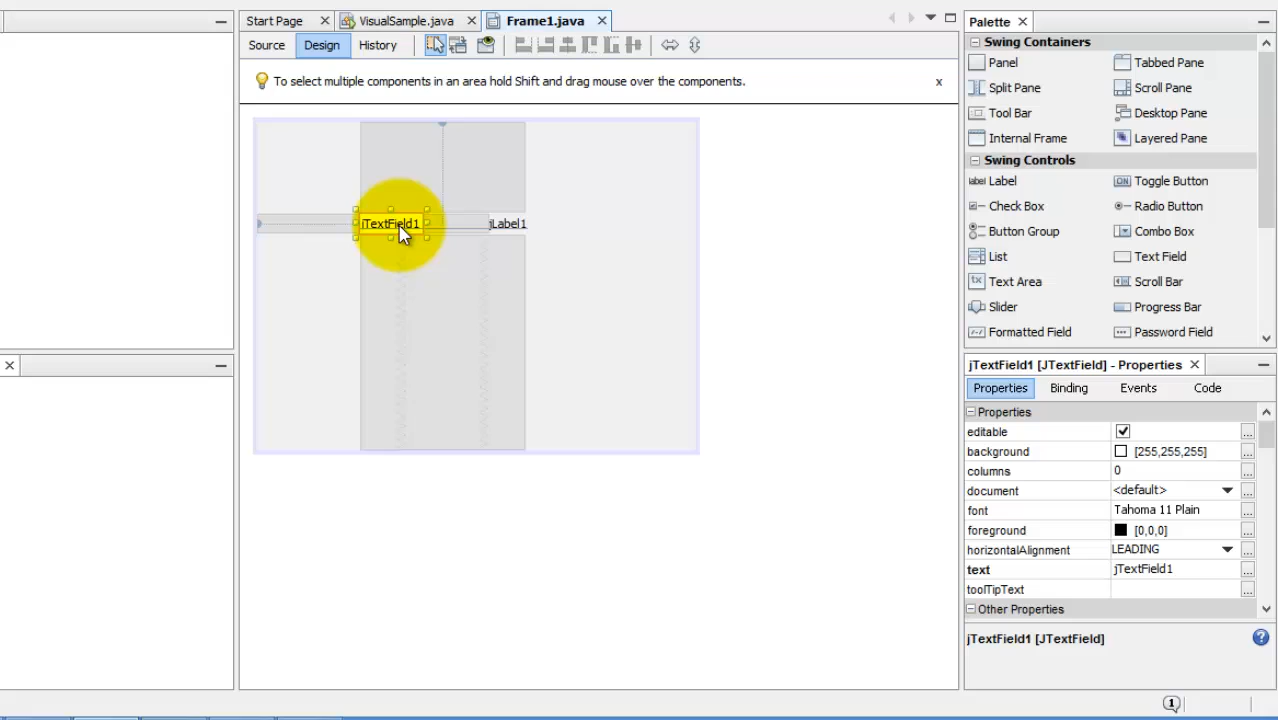 Start Page
VisualSample.java
Frame1.java
Palette
Source
Design
History
To select multiple components in an area hold Shift and drag mouse over the components.
x
jTextField1
jLabel1
Swing Containers
Panel
Tabbed Pane
Split Pane
Scroll Pane
Tool Bar
Desktop Pane
Internal Frame
Layered Pane
Swing Controls
label Label
ON Toggle Button
Check Box
Radio Button
Button Group
Combo Box
List
Text Field
tx Text Area
Scroll Bar
Slider
Progress Bar
Formatted Field
Password Field
jTextField1 [JTextField] - Properties
Properties
Binding
Events
Code
Properties
editable
...
background
[255,255,255]
...
columns
0
...
document
<default>
...
font
Tahoma 11 Plain
...
foreground
[0,0,0]
...
horizontalAlignment
LEADING
...
text
jTextField1
...
toolTipText
...
Other Properties
jTextField1 [JTextField]
?
1